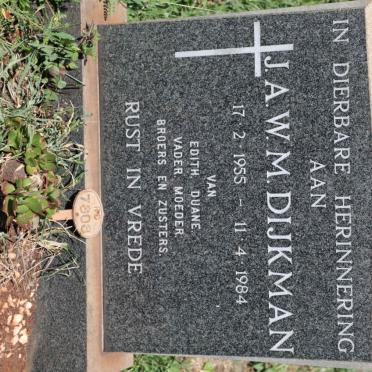 IN DIERBARE HERINNERING
AAN
J.A.W.M DIJKMAN
17 · 2 · 1955 - 11 · 4 · 1984
VAN
EDITH, DUANE,
VADER, MOEDER,
BROERS EN ZUSTERS.
RUST IN VREDE